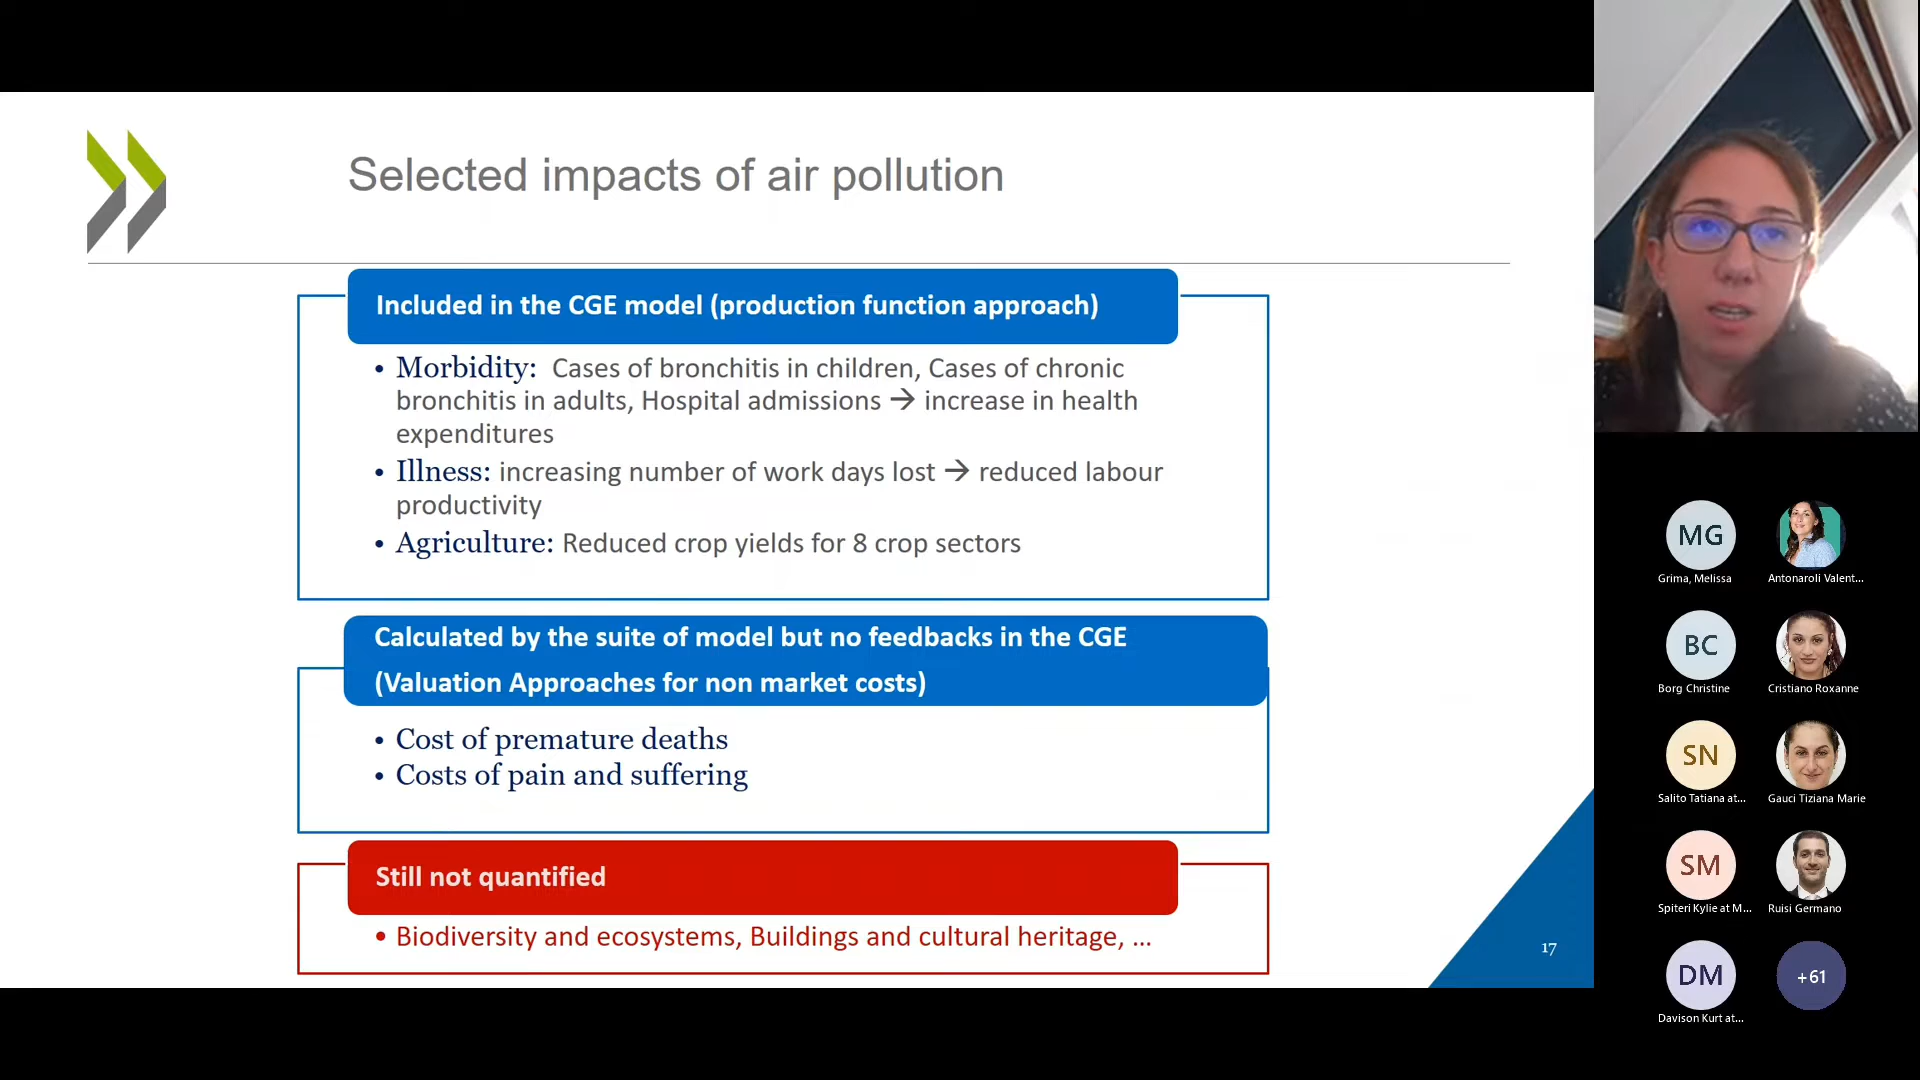 Selected impacts of air pollution
Included in the CGE model (production function approach)
• Morbidity: Cases of bronchitis in children, Cases of chronic
bronchitis in adults, Hospital admissions → increase in health
expenditures
• Illness: increasing number of work days lost → reduced labour
productivity
• Agriculture: Reduced crop yields for 8 crop sectors
Calculated by the suite of model but no feedbacks in the CGE
(Valuation Approaches for non market costs)
• Cost of premature deaths
• Costs of pain and suffering
Still not quantified
• Biodiversity and ecosystems, Buildings and cultural heritage, ...
17
MG
Grima, Melissa
Antonaroli Valent...
BC
Borg Christine
Cristiano Roxanne
SN
Salito Tatiana at...
Gauci Tiziana Marie
SM
Spiteri Kylie at M...
Ruisi Germano
DM
Davison Kurt at...
+61